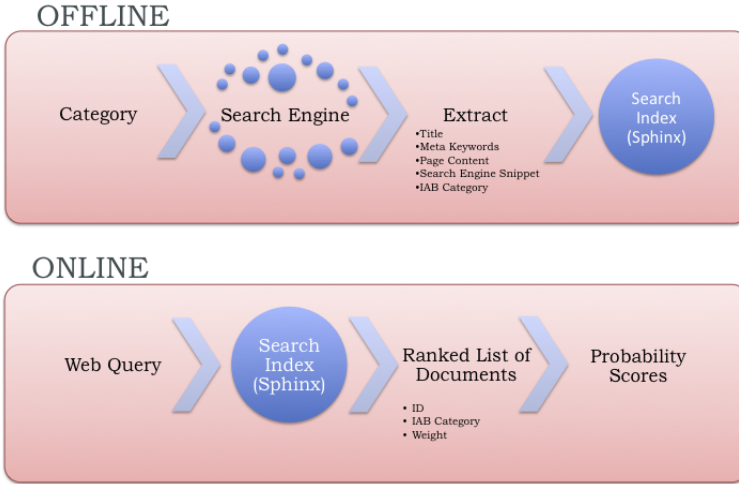 OFFLINE
Category
Search Engine
Extract
•Title
•Meta Keywords
•Page Content
•Search Engine Snippet
•IAB Category
Search
Index
(Sphinx)
ONLINE
Web Query
Search
Index
(Sphinx)
Ranked List of
Documents
• ID
• IAB Category
• Weight
Probability
Scores